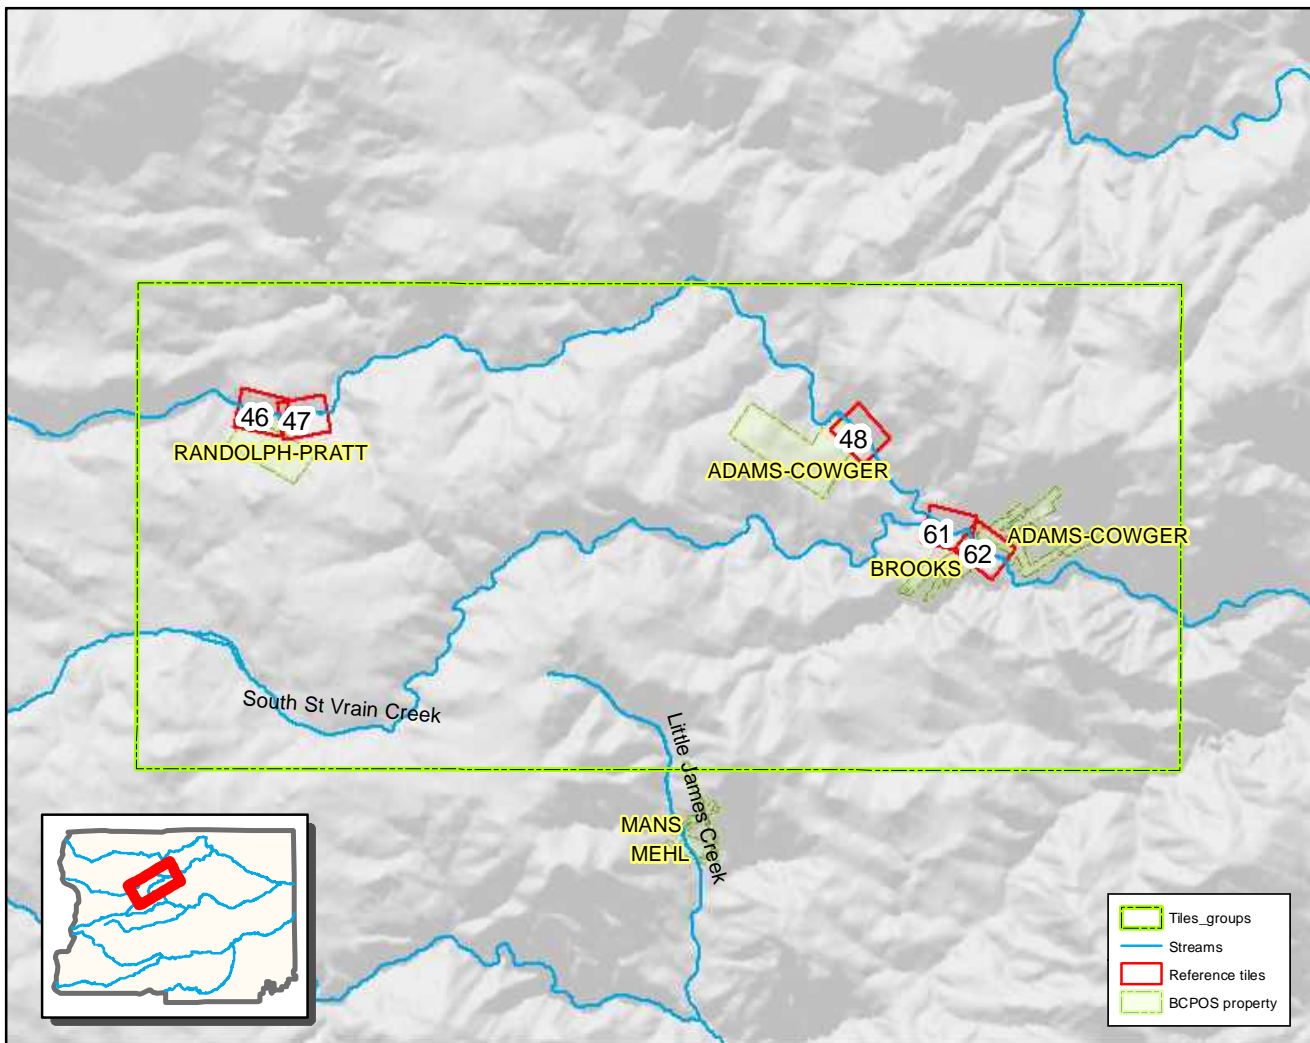 46
47
RANDOLPH-PRATT
48
ADAMS-COWGER
61
62
ADAMS-COWGER
BROOKS
South St Vrain Creek
Little James Creek
MANS
MEHL
Tiles_groups
Streams
Reference tiles
BCPOS property